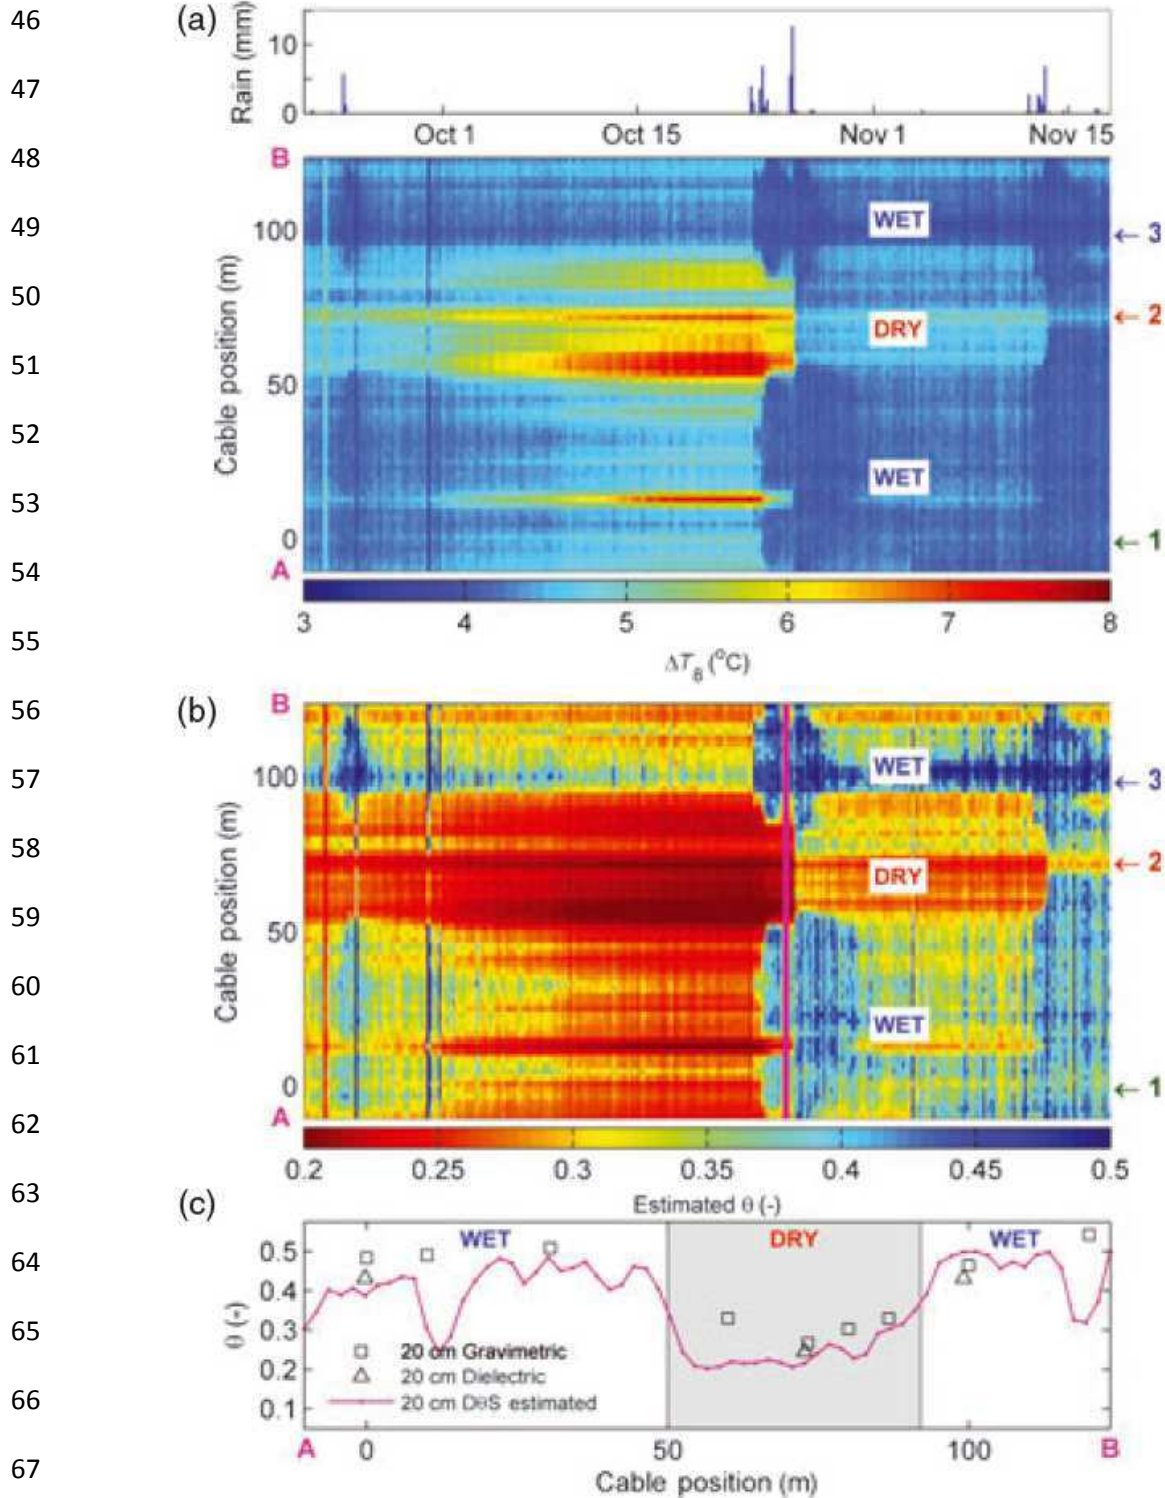 46
47
48
49
50
51
52
53
54
55
56
57
58
59
60
61
62
63
64
65
66
67
(a)
Rain (mm)
10
0
Oct 1
Oct 15
Nov 1
Nov 15
B
Cable position (m)
100
50
0
A
WET
DRY
WET
← 3
← 2
← 1
3
4
5
6
7
8
ΔT8 (°C)
(b)
B
Cable position (m)
100
50
0
A
WET
DRY
WET
← 3
← 2
← 1
0.2
0.25
0.3
0.35
0.4
0.45
0.5
Estimated θ (-)
(c)
θ (-)
0.5
0.4
0.3
0.2
0.1
WET
DRY
WET
20 cm Gravimetric
20 cm Dielectric
20 cm DθS estimated
A
0
50
100
B
Cable position (m)